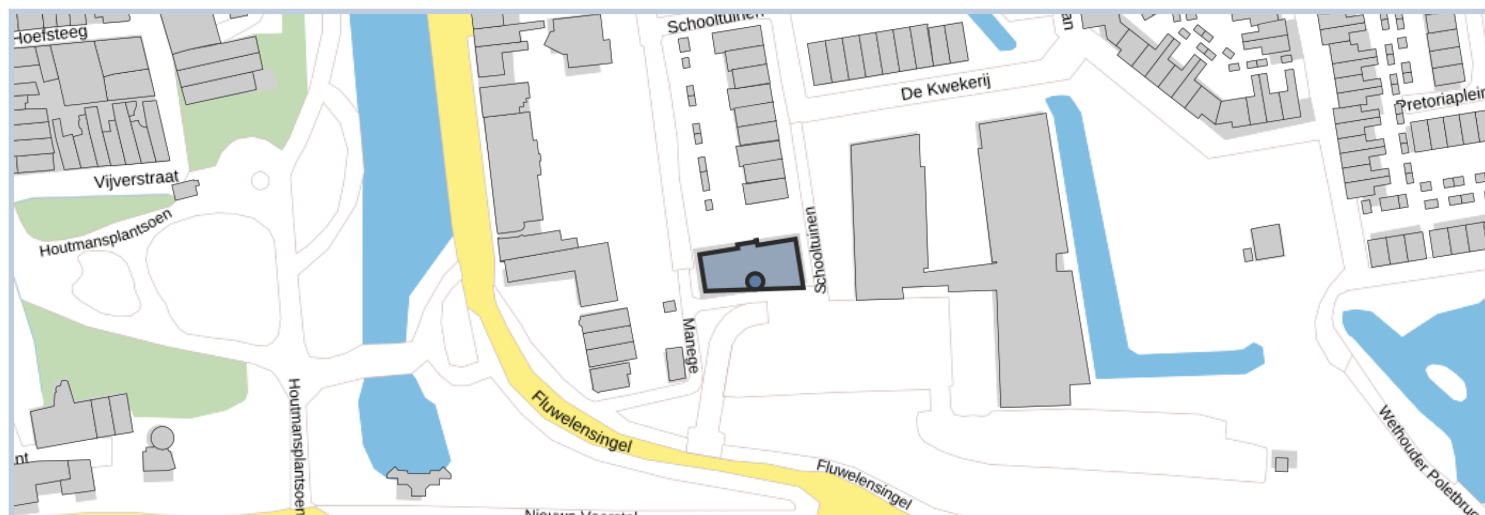 Hoefsteeg
Schooltuinen
De Kwekerij
Pretoriaplein
Vijverstraat
Houtmansplantsoen
Schooltuinen
Manege
Houtmansplantsoen
Fluwelensingel
Fluwelensingel
Wethouder Poletbrug